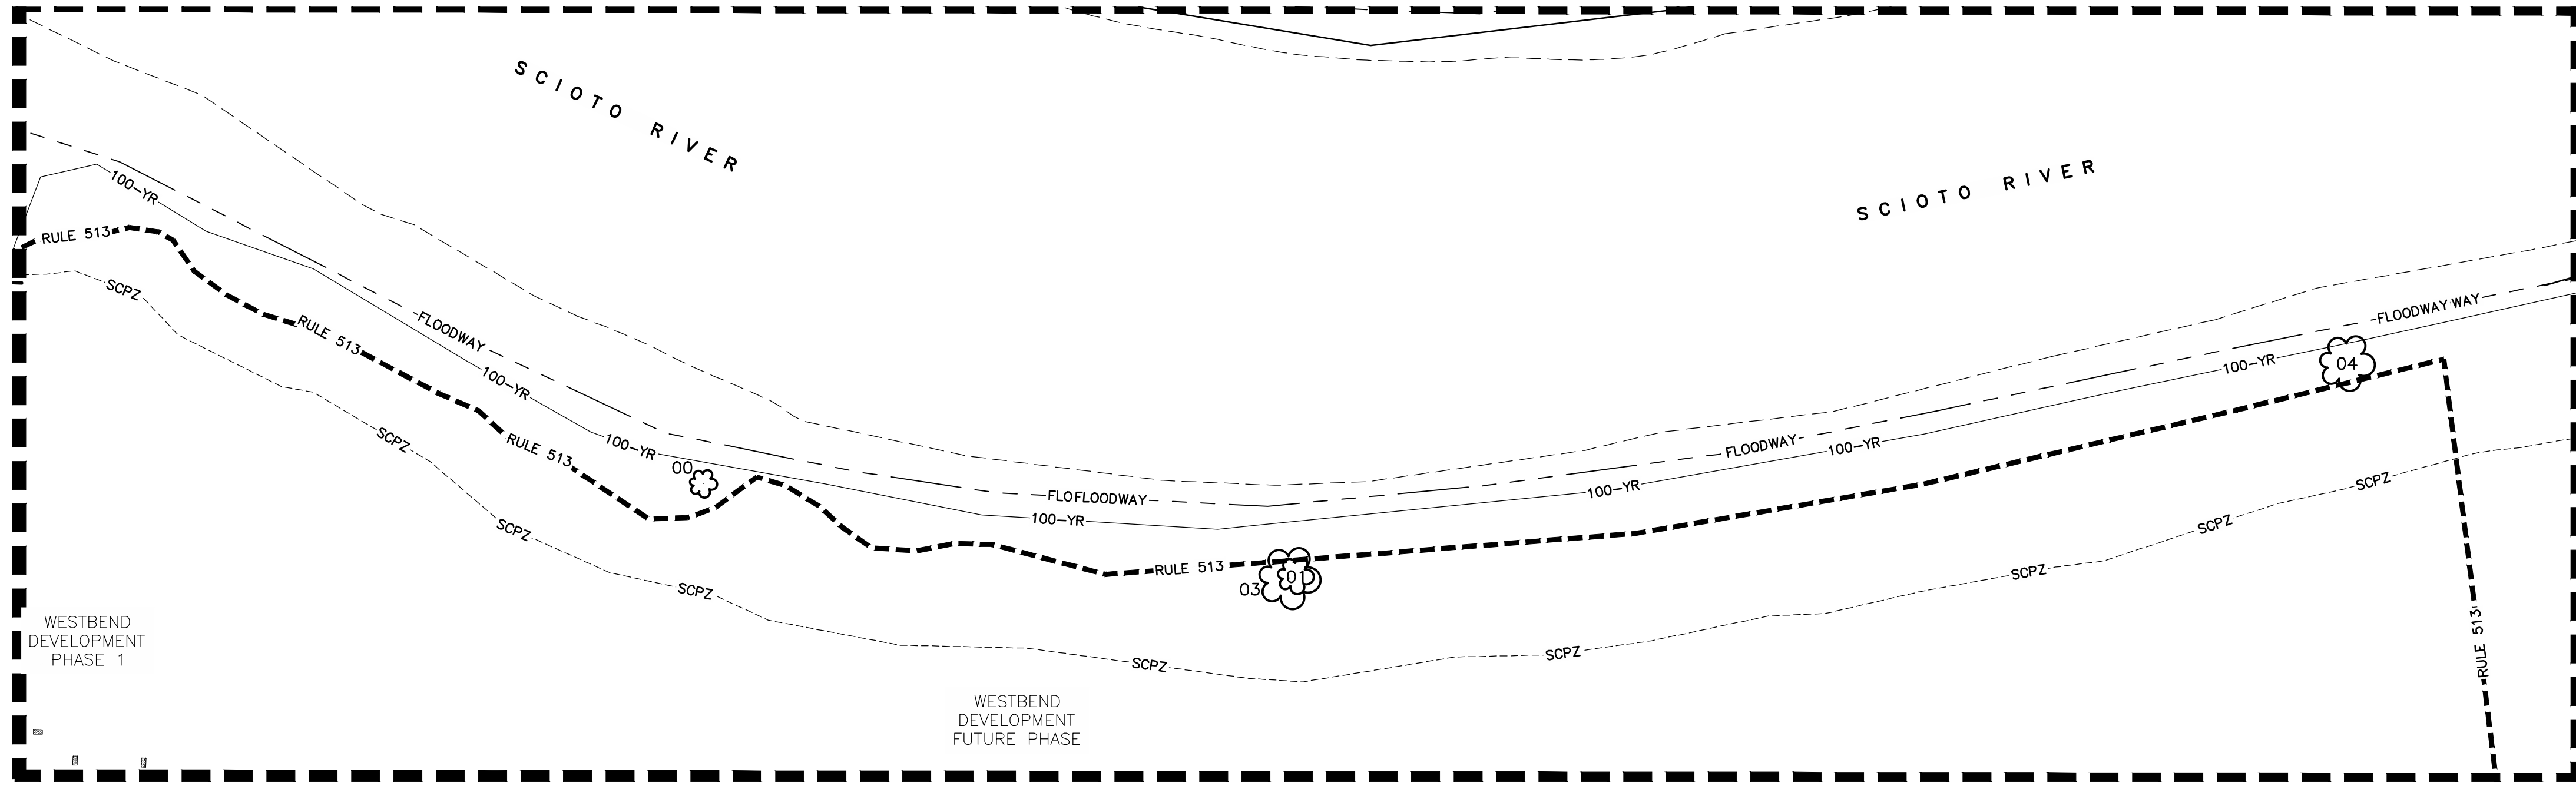 SCIOTO RIVER
SCIOTO RIVER
100-YR
RULE 513
SCPZ
FLOODWAY WAY
FLOODWAY
RULE 513
100-YR
100-YR
04
SCPZ
RULE 513
100-YR
FLOODWAY
100-YR
SCPZ
00
SCPZ
100-YR
FLOFLOODWAY
100-YR
SCPZ
SCPZ
RULE 513
01
03
SCPZ
SCPZ
SCPZ
RULE 513
WESTBEND
DEVELOPMENT
PHASE 1
WESTBEND
DEVELOPMENT
FUTURE PHASE